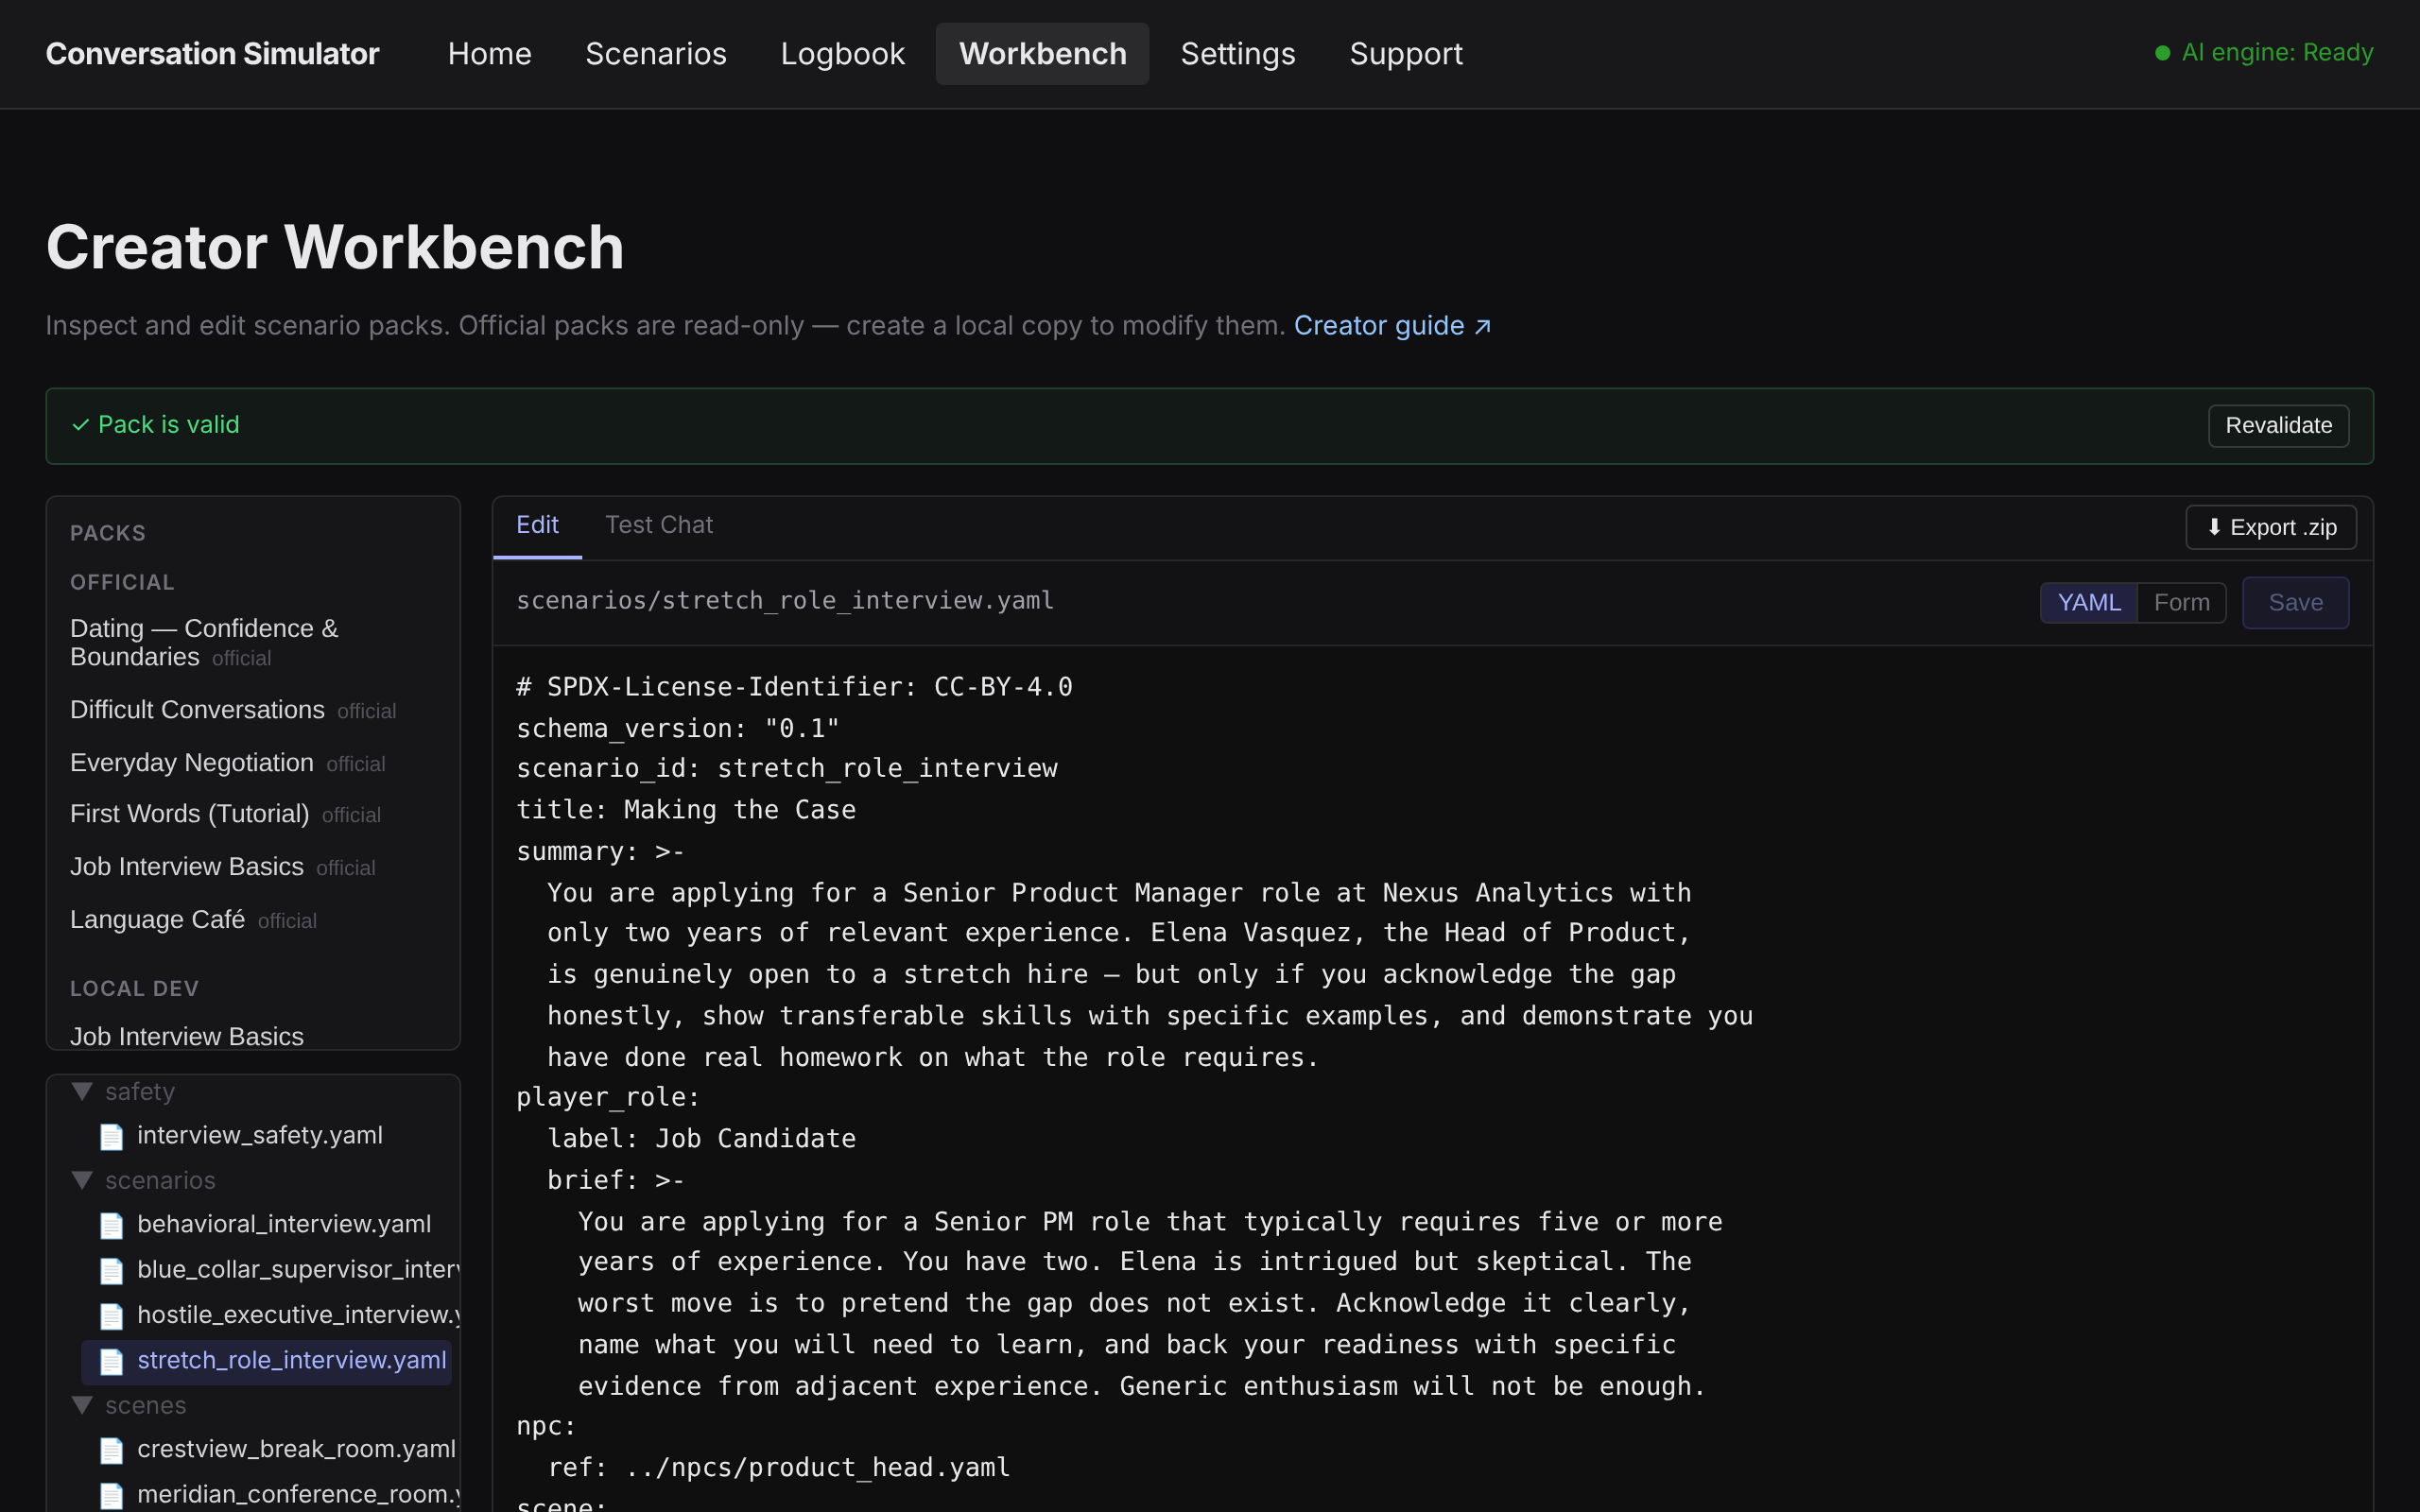 Conversation Simulator Home Scenarios Logbook Workbench Settings Support AI engine: Ready
Creator Workbench
Inspect and edit scenario packs. Official packs are read-only — create a local copy to modify them. Creator guide ↗
✓ Pack is valid Revalidate
PACKS
OFFICIAL
Dating — Confidence &
Boundaries official
Difficult Conversations official
Everyday Negotiation official
First Words (Tutorial) official
Job Interview Basics official
Language Café official
LOCAL DEV
Job Interview Basics
▼ safety
interview_safety.yaml
▼ scenarios
behavioral_interview.yaml
blue_collar_supervisor_interv
hostile_executive_interview.y
stretch_role_interview.yaml
▼ scenes
crestview_break_room.yaml
meridian_conference_room.y
Edit Test Chat ⬇ Export .zip
scenarios/stretch_role_interview.yaml YAML Form Save
# SPDX-License-Identifier: CC-BY-4.0
schema_version: "0.1"
scenario_id: stretch_role_interview
title: Making the Case
summary: >-
You are applying for a Senior Product Manager role at Nexus Analytics with
only two years of relevant experience. Elena Vasquez, the Head of Product,
is genuinely open to a stretch hire — but only if you acknowledge the gap
honestly, show transferable skills with specific examples, and demonstrate you
have done real homework on what the role requires.
player_role:
label: Job Candidate
brief: >-
You are applying for a Senior PM role that typically requires five or more
years of experience. You have two. Elena is intrigued but skeptical. The
worst move is to pretend the gap does not exist. Acknowledge it clearly,
name what you will need to learn, and back your readiness with specific
evidence from adjacent experience. Generic enthusiasm will not be enough.
npc:
ref: ../npcs/product_head.yaml
scene: